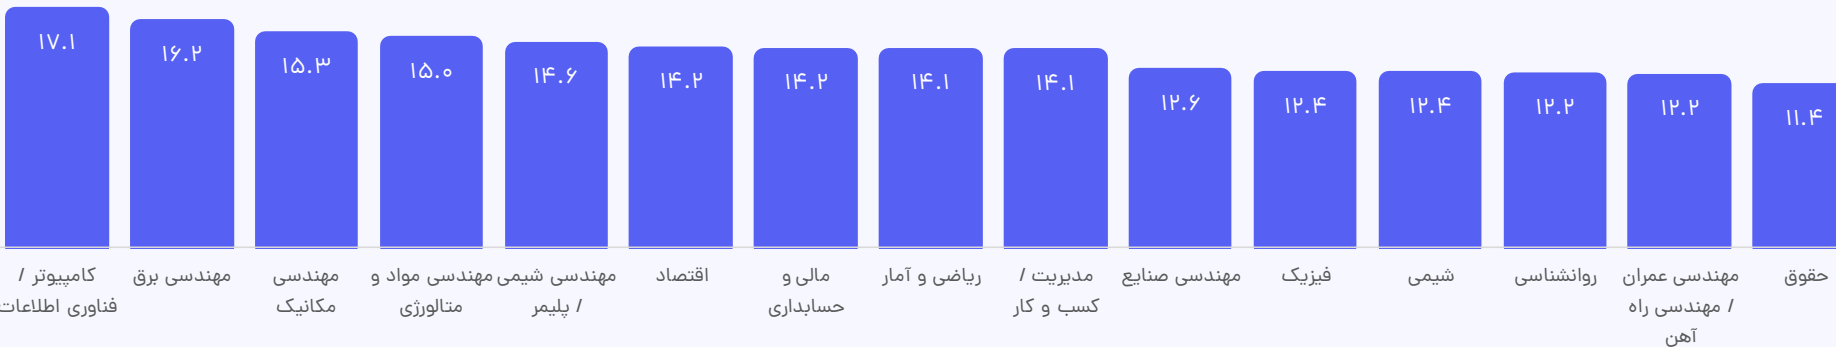 ۱۷.۱
۱۶.۲
۱۵.۳
۱۵.۰
۱۴.۶
۱۴.۲
۱۴.۲
۱۴.۱
۱۴.۱
۱۲.۶
۱۲.۴
۱۲.۴
۱۲.۲
۱۲.۲
۱۱.۴
کامپیوتر /
فناوری اطلاعات
مهندسی برق
مهندسی
مکانیک
مهندسی مواد و
متالورژی
مهندسی شیمی
/ پلیمر
اقتصاد
مالی و
حسابداری
ریاضی و آمار
مدیریت /
کسب و کار
مهندسی صنایع
فیزیک
شیمی
روانشناسی
مهندسی عمران
/ مهندسی راه
آهن
حقوق